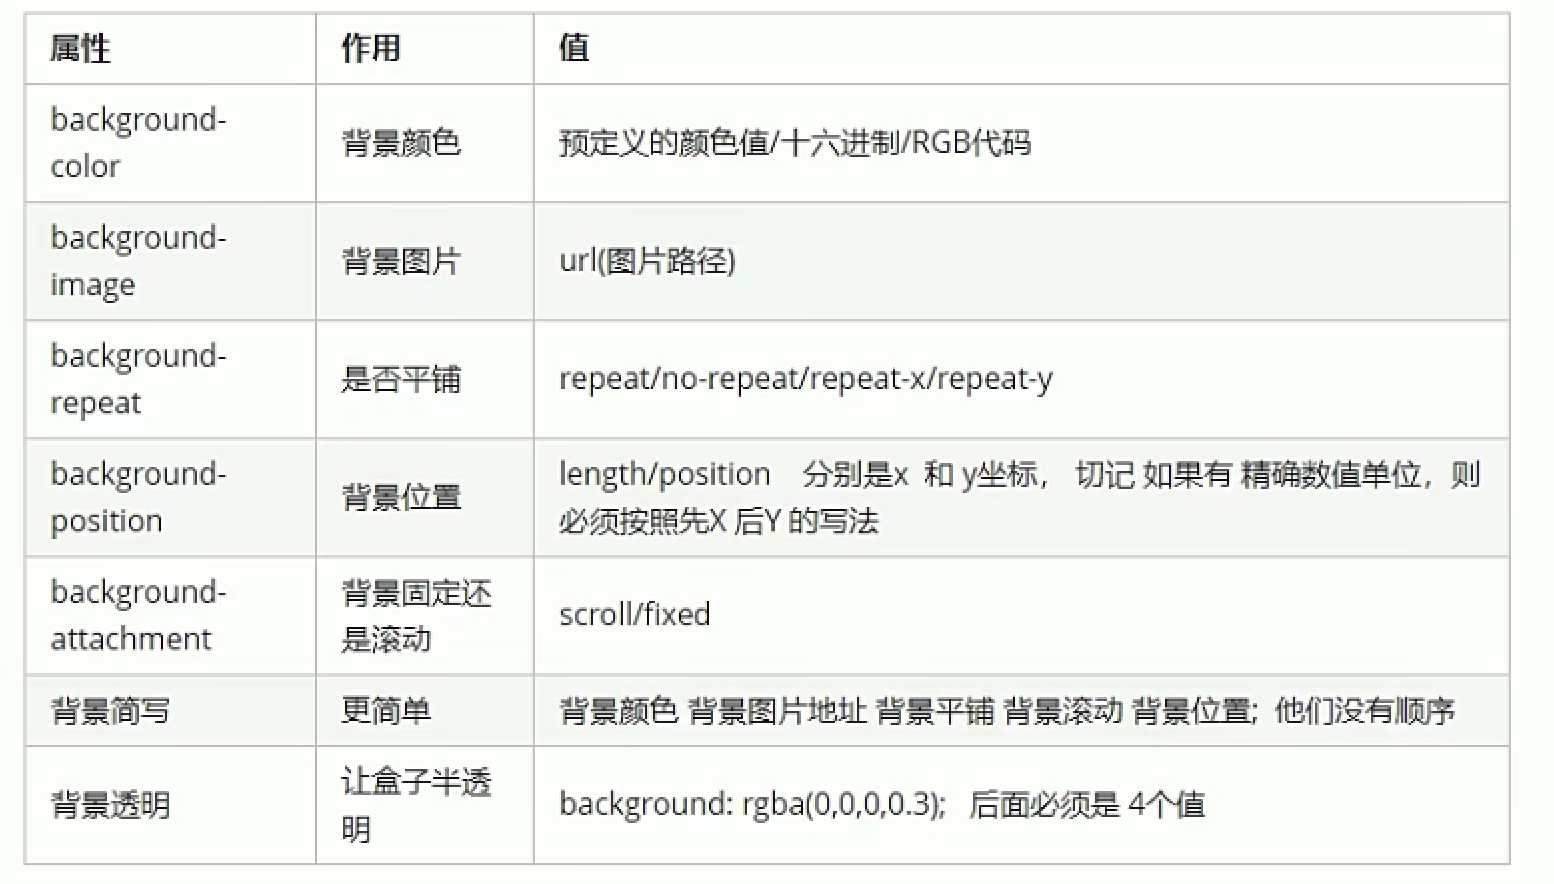 属性 作用 值
background-
color
背景颜色
预定义的颜色值/十六进制/RGB代码
background-
image
背景图片
url(图片路径)
background-
repeat
是否平铺
repeat/no-repeat/repeat-x/repeat-y
background-
position
背景位置
length/position 分别是x 和 y坐标， 切记 如果有 精确数值单位，则
必须按照先X 后Y 的写法
background-
attachment
背景固定还
是滚动
scroll/fixed
背景简写
更简单
背景颜色 背景图片地址 背景平铺 背景滚动 背景位置; 他们没有顺序
背景透明
让盒子半透
明
background: rgba(0,0,0,0.3); 后面必须是 4个值